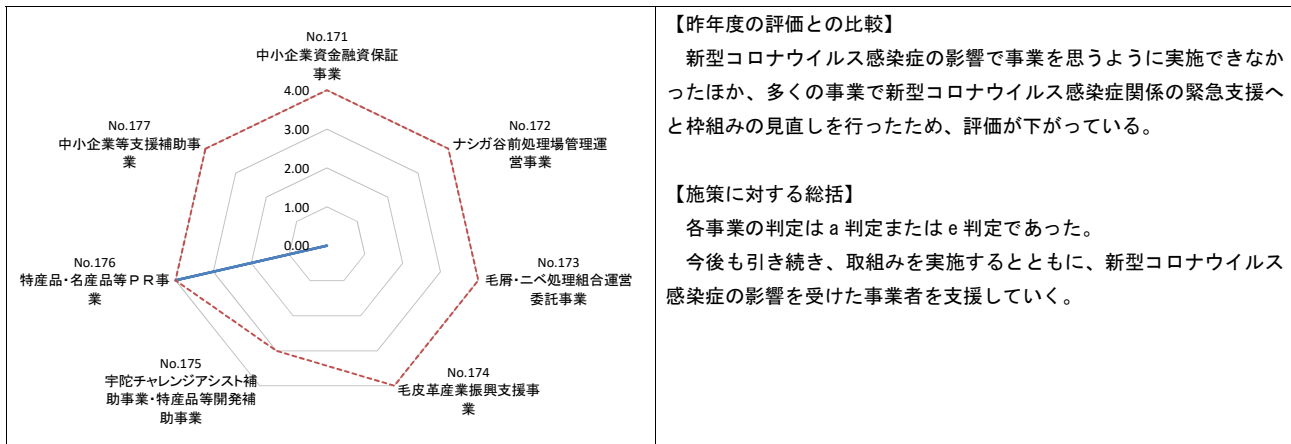 No.171
中小企業資金融資保証
事業
4.00
3.00
2.00
1.00
0.00
No.172
ナシガ谷前処理場管理運
営事業
No.173
毛屑・ニベ処理組合運営
委託事業
No.174
毛皮革産業振興支援事
業
No.175
宇陀チャレンジアシスト補
助事業・特産品等開発補
助事業
No.176
特産品・名産品等PR事
業
No.177
中小企業等支援補助事
業
【昨年度の評価との比較】
新型コロナウイルス感染症の影響で事業を思うように実施できなか
ったほか、多くの事業で新型コロナウイルス感染症関係の緊急支援へ
と枠組みの見直しを行ったため、評価が下がっている。
【施策に対する総括】
各事業の判定は a 判定または e 判定であった。
今後も引き続き、取組みを実施するとともに、新型コロナウイルス
感染症の影響を受けた事業者を支援していく。